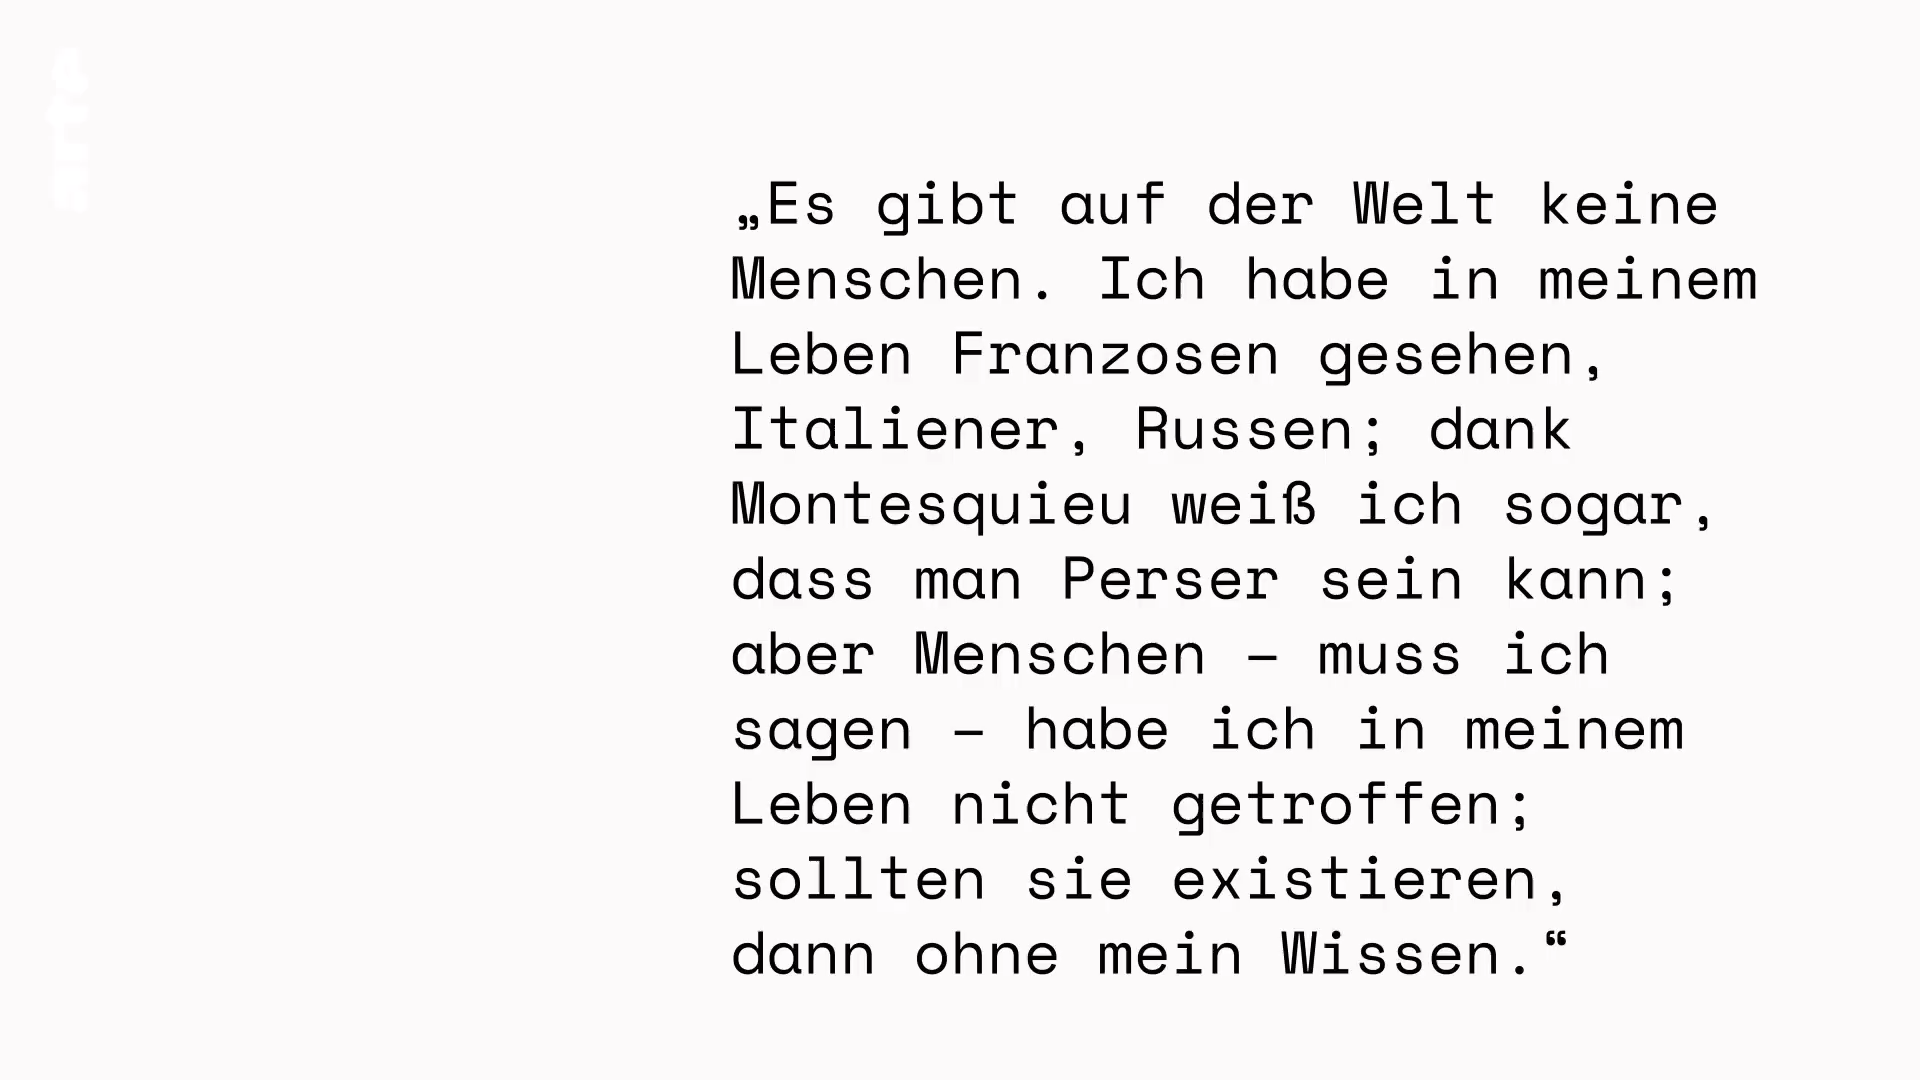 arte
„Es gibt auf der Welt keine
Menschen. Ich habe in meinem
Leben Franzosen gesehen,
Italiener, Russen; dank
Montesquieu weiß ich sogar,
dass man Perser sein kann;
aber Menschen – muss ich
sagen – habe ich in meinem
Leben nicht getroffen;
sollten sie existieren,
dann ohne mein Wissen.“